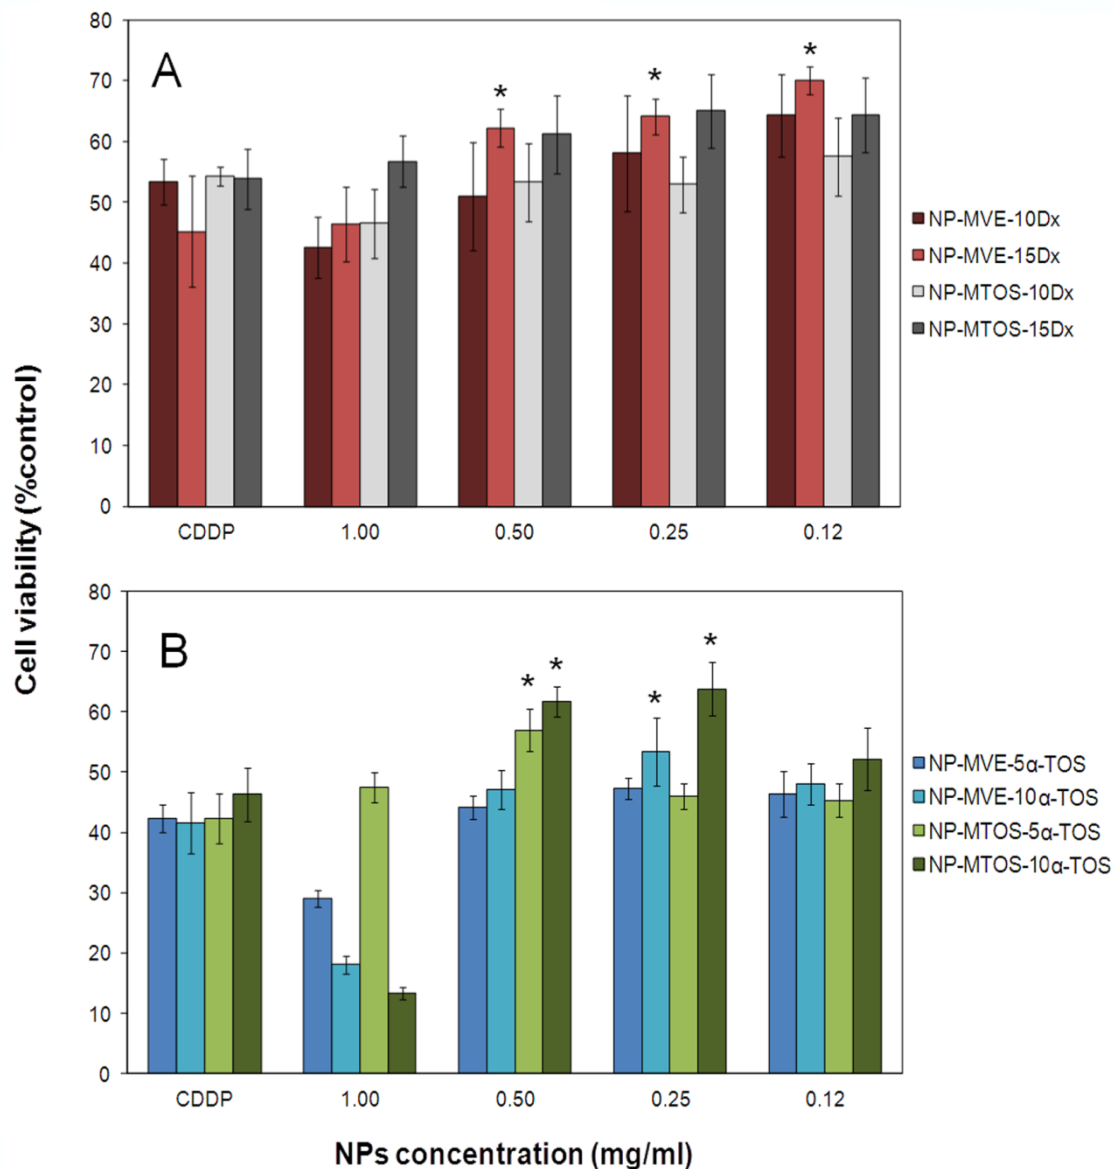 A
80
70
60
50
40
30
20
10
0
*
*
*
CDDP 1.00 0.50 0.25 0.12
NP-MVE-10Dx
NP-MVE-15Dx
NP-MTOS-10Dx
NP-MTOS-15Dx
Cell viability (%control)
B
80
70
60
50
40
30
20
10
0
* * * *
CDDP 1.00 0.50 0.25 0.12
NP-MVE-5α-TOS
NP-MVE-10α-TOS
NP-MTOS-5α-TOS
NP-MTOS-10α-TOS
NPs concentration (mg/ml)